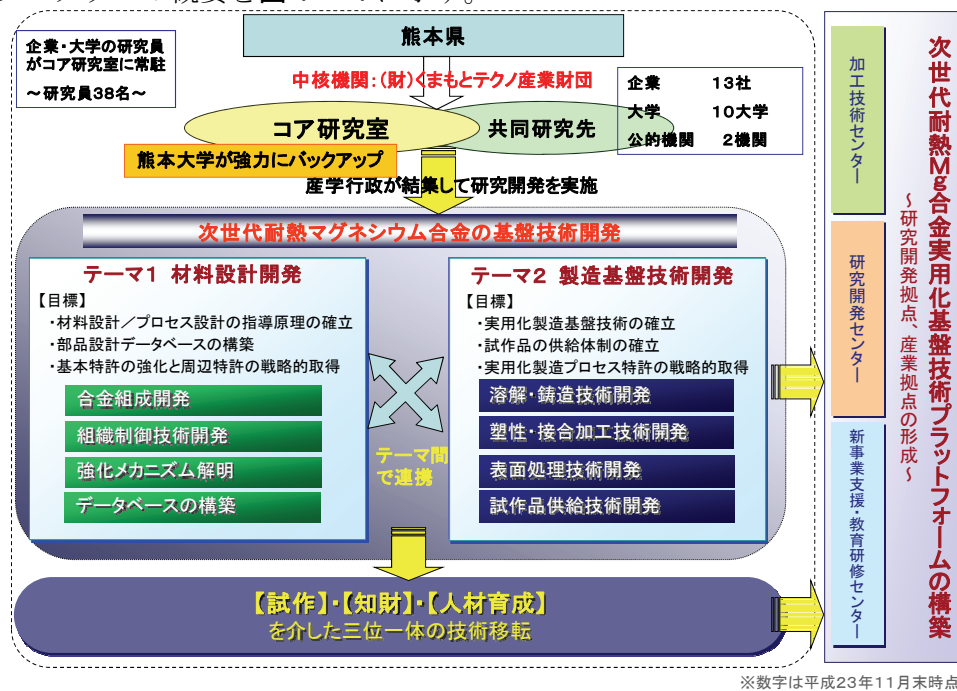 企業・大学の研究員
がコア研究室に常駐
～研究員38名～
熊本県
中核機関：(財)くまもとテクノ産業財団
コア研究室
共同研究先
企業 13社
大学 10大学
公的機関 2機関
熊本大学が強力にバックアップ
産学行政が結集して研究開発を実施
次世代耐熱マグネシウム合金の基盤技術開発
テーマ1 材料設計開発
【目標】
・材料設計／プロセス設計の指導原理の確立
・部品設計データベースの構築
・基本特許の強化と周辺特許の戦略的取得
合金組成開発
組織制御技術開発
強化メカニズム解明
データベースの構築
テーマ間
で連携
テーマ2 製造基盤技術開発
【目標】
・実用化製造基盤技術の確立
・試作品の供給体制の確立
・実用化製造プロセス特許の戦略的取得
溶解・鋳造技術開発
塑性・接合加工技術開発
表面処理技術開発
試作品供給技術開発
【試作】・【知財】・【人材育成】
を介した三位一体の技術移転
加工技術センター
研究開発センター
新事業支援・教育研修センター
次世代耐熱Mg合金実用化基盤技術プラットフォームの構築
～研究開発拠点、産業拠点の形成～
※数字は平成23年11月末時点